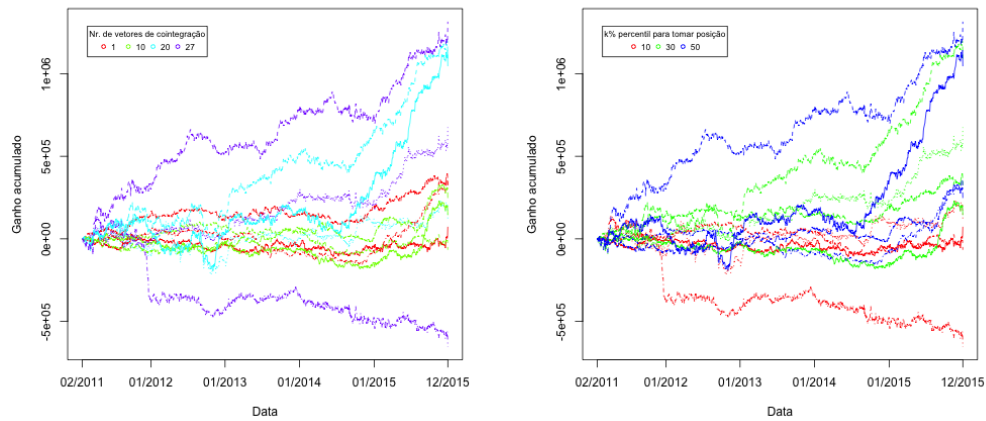 Nr. de vetores de cointegração
1 10 20 27
Ganho acumulado
1e+06
5e+05
0e+00
-5e+05
02/2011 01/2012 01/2013 01/2014 01/2015 12/2015
Data
k% percentil para tomar posição
10 30 50
Ganho acumulado
1e+06
5e+05
0e+00
-5e+05
02/2011 01/2012 01/2013 01/2014 01/2015 12/2015
Data